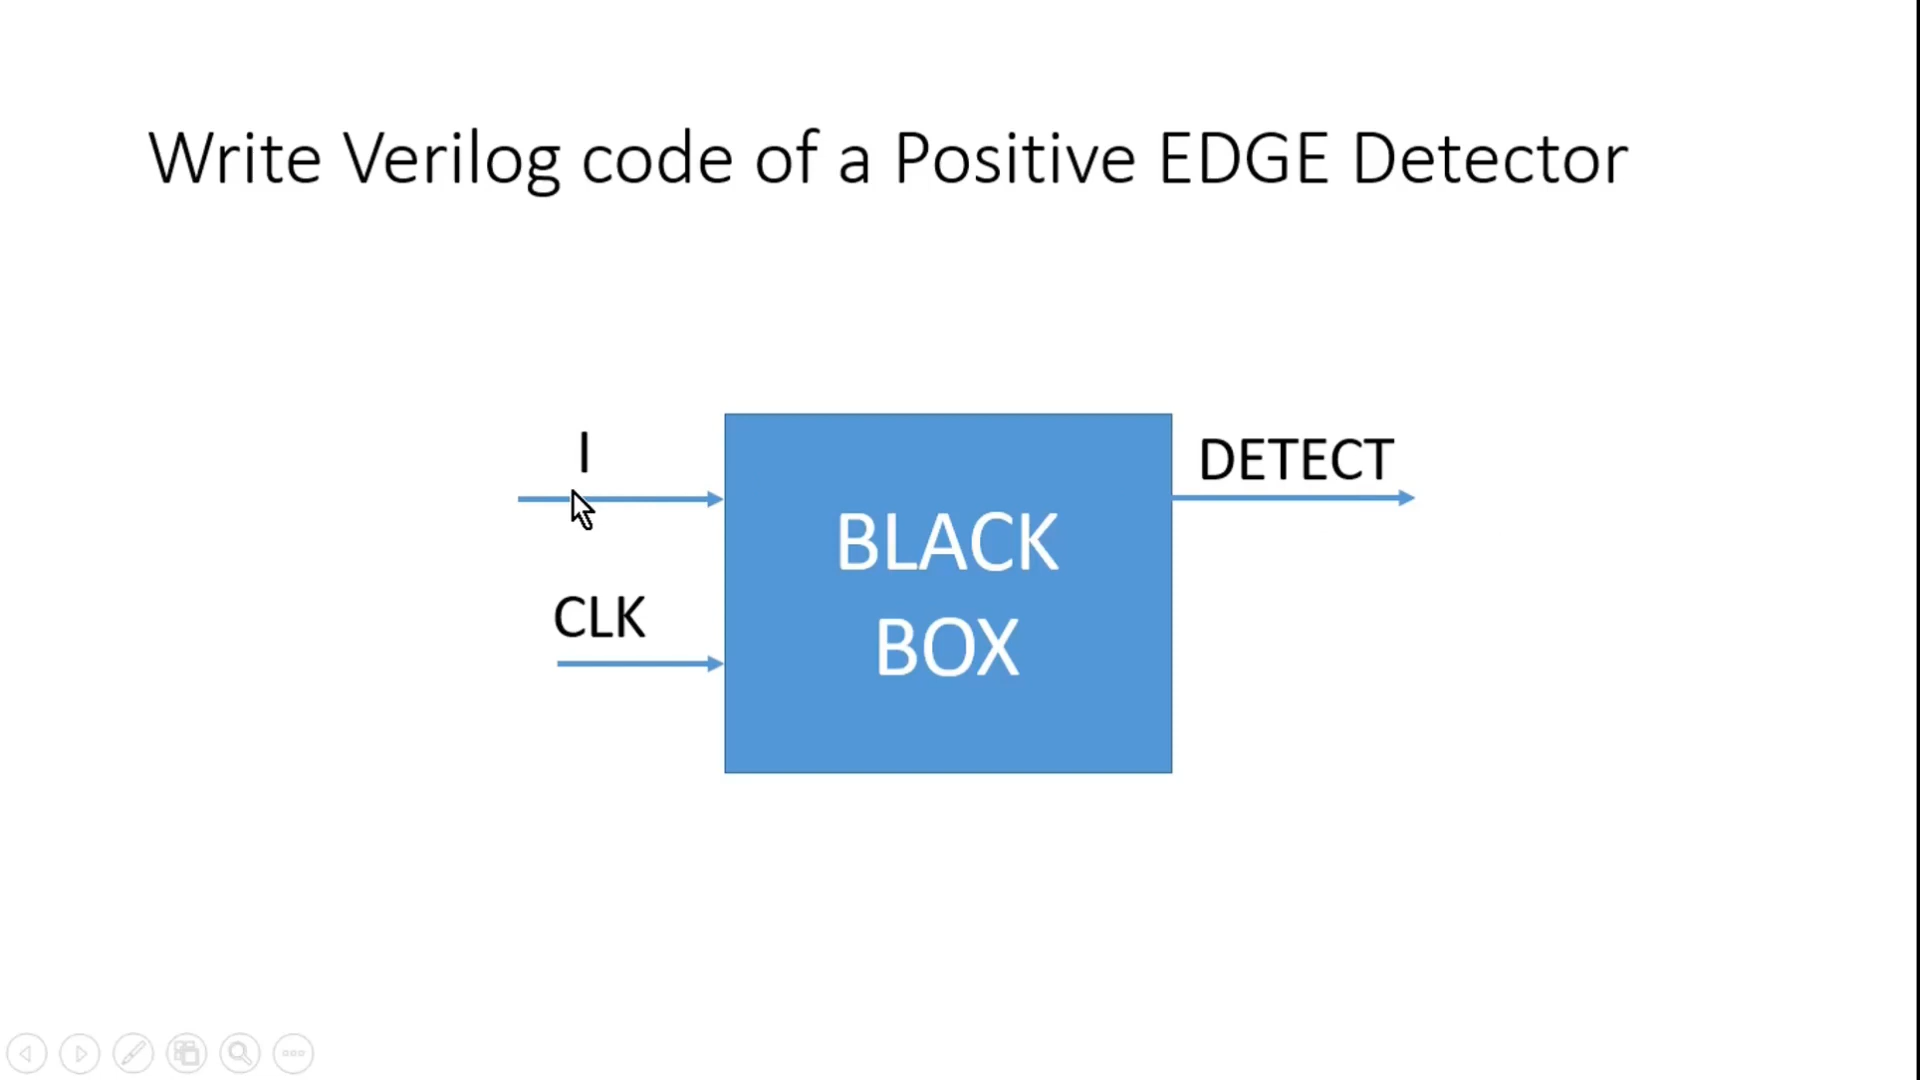 Write Verilog code of a Positive EDGE Detector
I
DETECT
BLACK
BOX
CLK